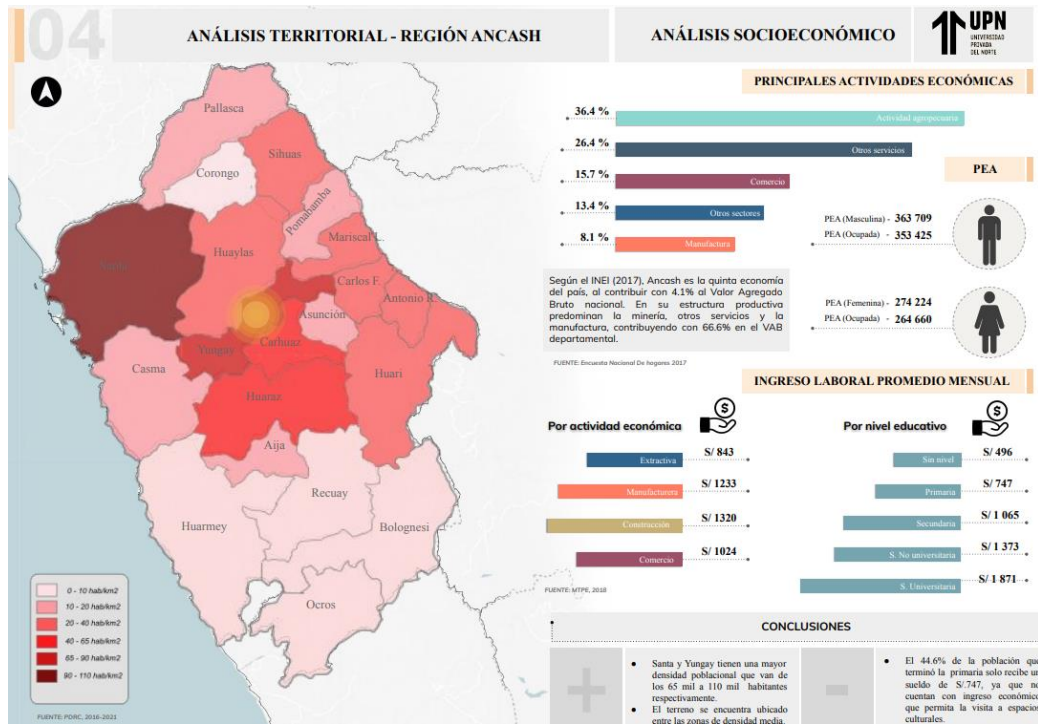 04
ANÁLISIS TERRITORIAL - REGIÓN ANCASH
ANÁLISIS SOCIOECONÓMICO
UPN
UNIVERSIDAD
PRIVADA
DEL NORTE
Pallasca
Sihuas
Corongo
Pomabamba
Mariscal L.
Santa
Huaylas
Carlos F.
Antonio R.
Asunción
Carhuaz
Yungay
Casma
Huari
Huaraz
Aija
Recuay
Huarmey
Bolognesi
Ocros
0 - 10 hab/km2
10 - 20 hab/km2
20 - 40 hab/km2
40 - 65 hab/km2
65 - 90 hab/km2
90 - 110 hab/km2
FUENTE: PDRC, 2016-2021
PRINCIPALES ACTIVIDADES ECONÓMICAS
36.4 % Actividad agropecuaria
26.4 % Otros servicios
15.7 % Comercio
13.4 % Otros sectores
8.1 % Manufactura
PEA
PEA (Masculina) - 363 709
PEA (Ocupada) - 353 425
PEA (Femenina) - 274 224
PEA (Ocupada) - 264 660
Según el INEI (2017), Ancash es la quinta economía
del país, al contribuir con 4.1% al Valor Agregado
Bruto nacional. En su estructura productiva
predominan la minería, otros servicios y la
manufactura, contribuyendo con 66.6% en el VAB
departamental.
FUENTE: Encuesta Nacional De hogares 2017
INGRESO LABORAL PROMEDIO MENSUAL
Por actividad económica
Extractiva S/ 843
Manufacturera S/ 1233
Construcción S/ 1320
Comercio S/ 1024
FUENTE: MTPE, 2018
Por nivel educativo
Sin nivel S/ 496
Primaria S/ 747
Secundaria S/ 1 065
S. No universitaria S/ 1 373
S. Universitaria S/ 1 871
CONCLUSIONES
+
● Santa y Yungay tienen una mayor
densidad poblacional que van de
los 65 mil a 110 mil habitantes
respectivamente.
● El terreno se encuentra ubicado
entre las zonas de densidad media.
-
● El 44.6% de la población que
terminó la primaria solo recibe un
sueldo de S/.747, ya que no
cuentan con ingreso económico
que permita la visita a espacios
culturales.